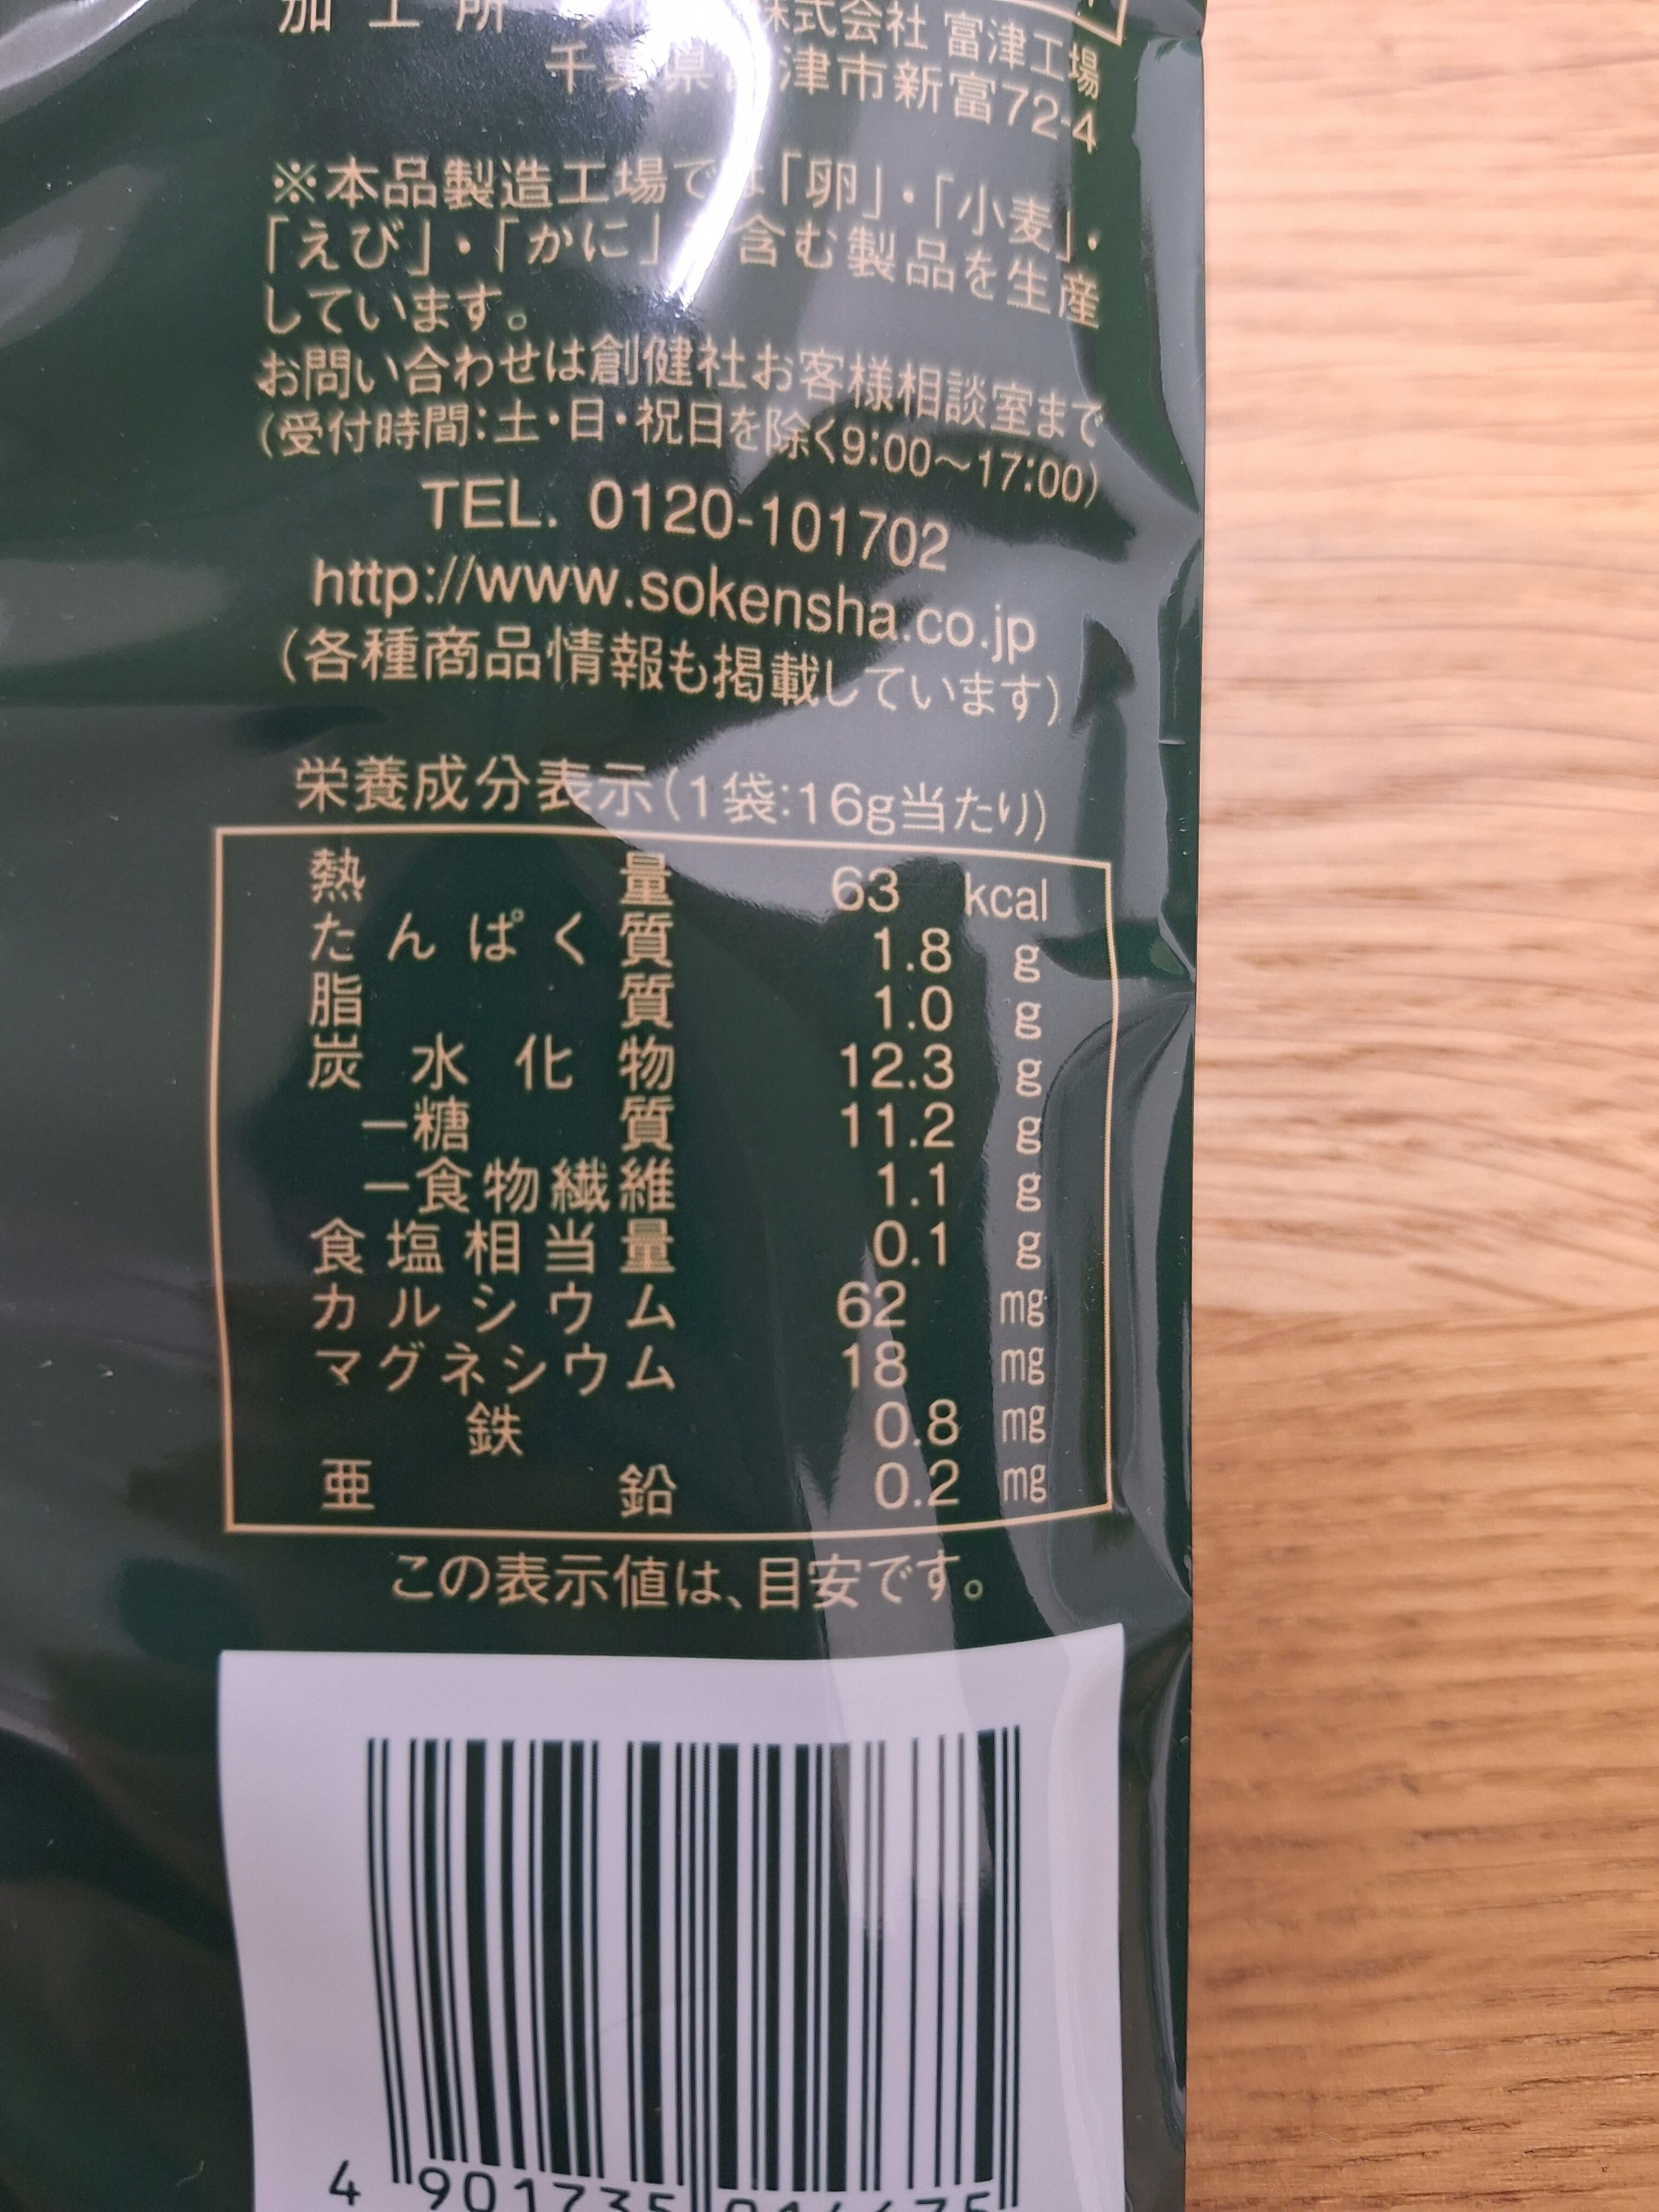 加工所 株式会社 富津工場
千葉県富津市新富72-4
※本品製造工場では「卵」・「小麦」・
「えび」・「かに」を含む製品を生産
しています。
お問い合わせは創健社お客様相談室まで
(受付時間:土・日・祝日を除く9:00～17:00)
TEL. 0120-101702
http://www.sokensha.co.jp
(各種商品情報も掲載しています)
栄養成分表示(1袋:16g当たり)
熱量 63 kcal
たんぱく質 1.8 g
脂質 1.0 g
炭水化物 12.3 g
－糖質 11.2 g
－食物繊維 1.1 g
食塩相当量 0.1 g
カルシウム 62 mg
マグネシウム 18 mg
鉄 0.8 mg
亜鉛 0.2 mg
この表示値は、目安です。
4 901735